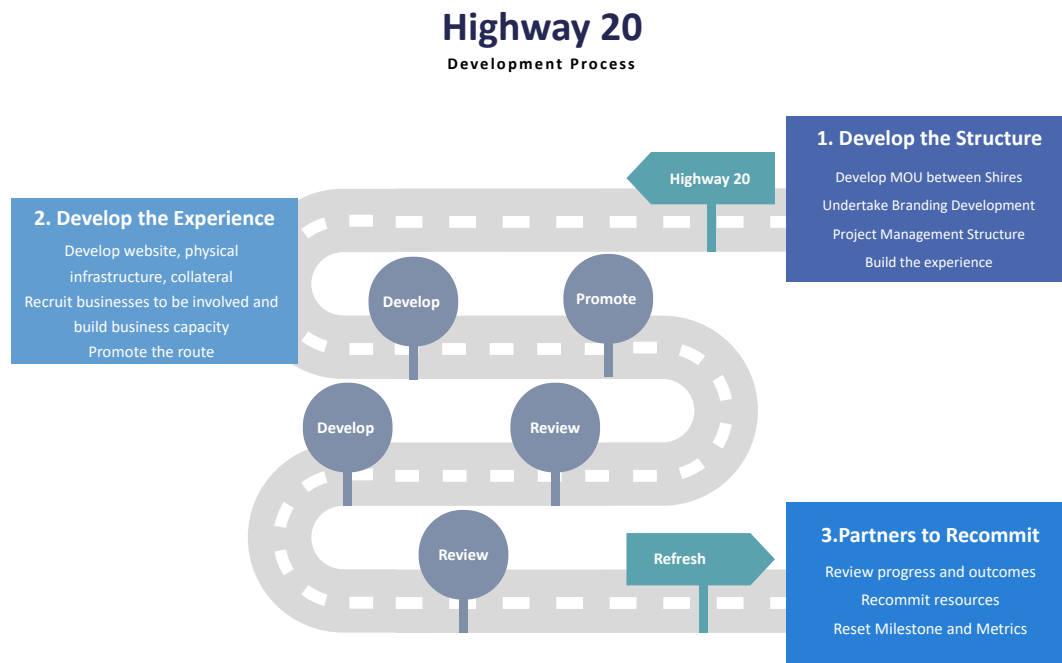 Highway 20
Development Process
1. Develop the Structure
Develop MOU between Shires
Undertake Branding Development
Project Management Structure
Build the experience
Highway 20
2. Develop the Experience
Develop website, physical
infrastructure, collateral
Recruit businesses to be involved and
build business capacity
Promote the route
Develop
Promote
Develop
Review
Review
Refresh
3.Partners to Recommit
Review progress and outcomes
Recommit resources
Reset Milestone and Metrics